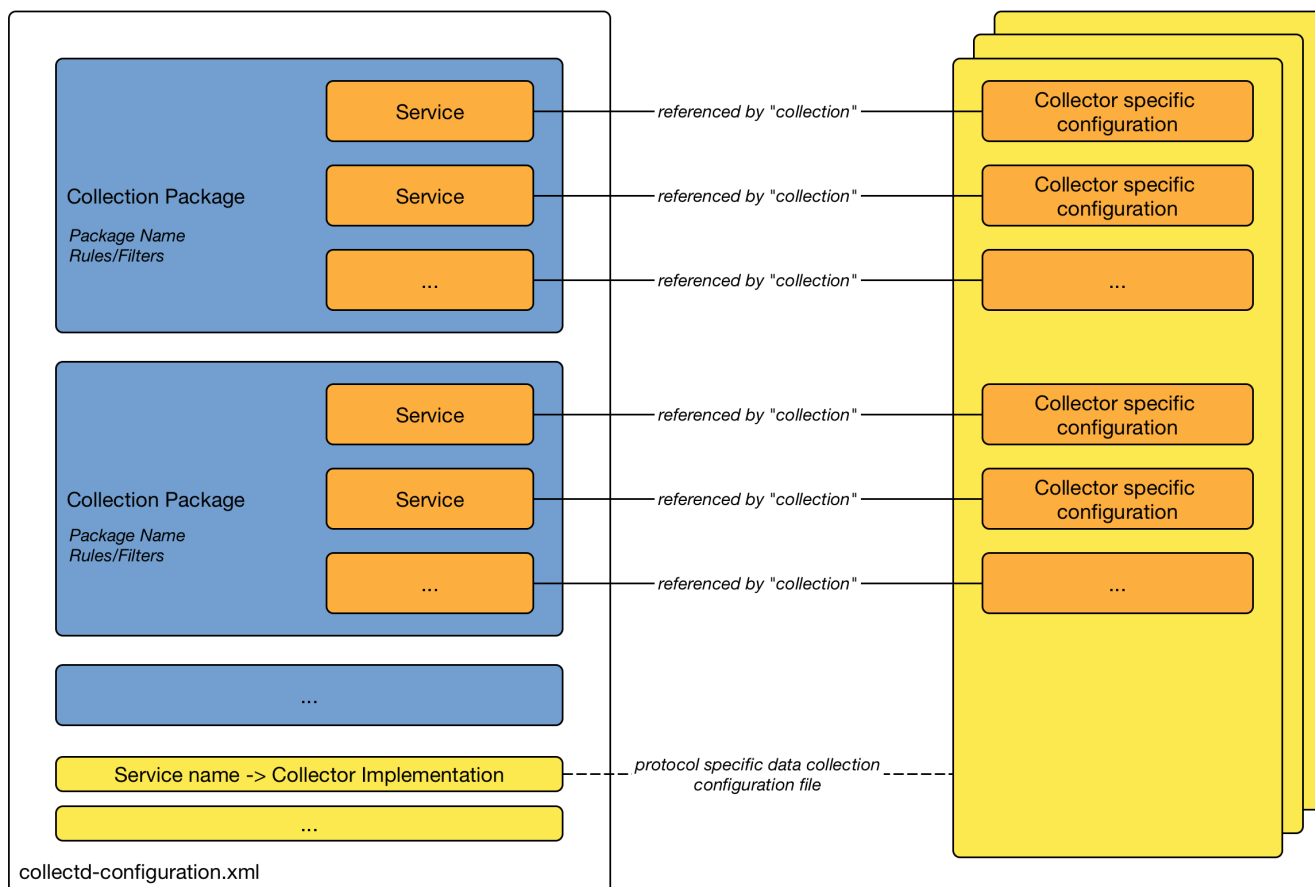 Service
referenced by "collection"
Collector specific
configuration
Collection Package
Package Name
Rules/Filters
Service
referenced by "collection"
Collector specific
configuration
...
referenced by "collection"
...
Service
referenced by "collection"
Collector specific
configuration
Collection Package
Package Name
Rules/Filters
Service
referenced by "collection"
Collector specific
configuration
...
referenced by "collection"
...
...
Service name -> Collector Implementation
protocol specific data collection
configuration file
...
collectd-configuration.xml